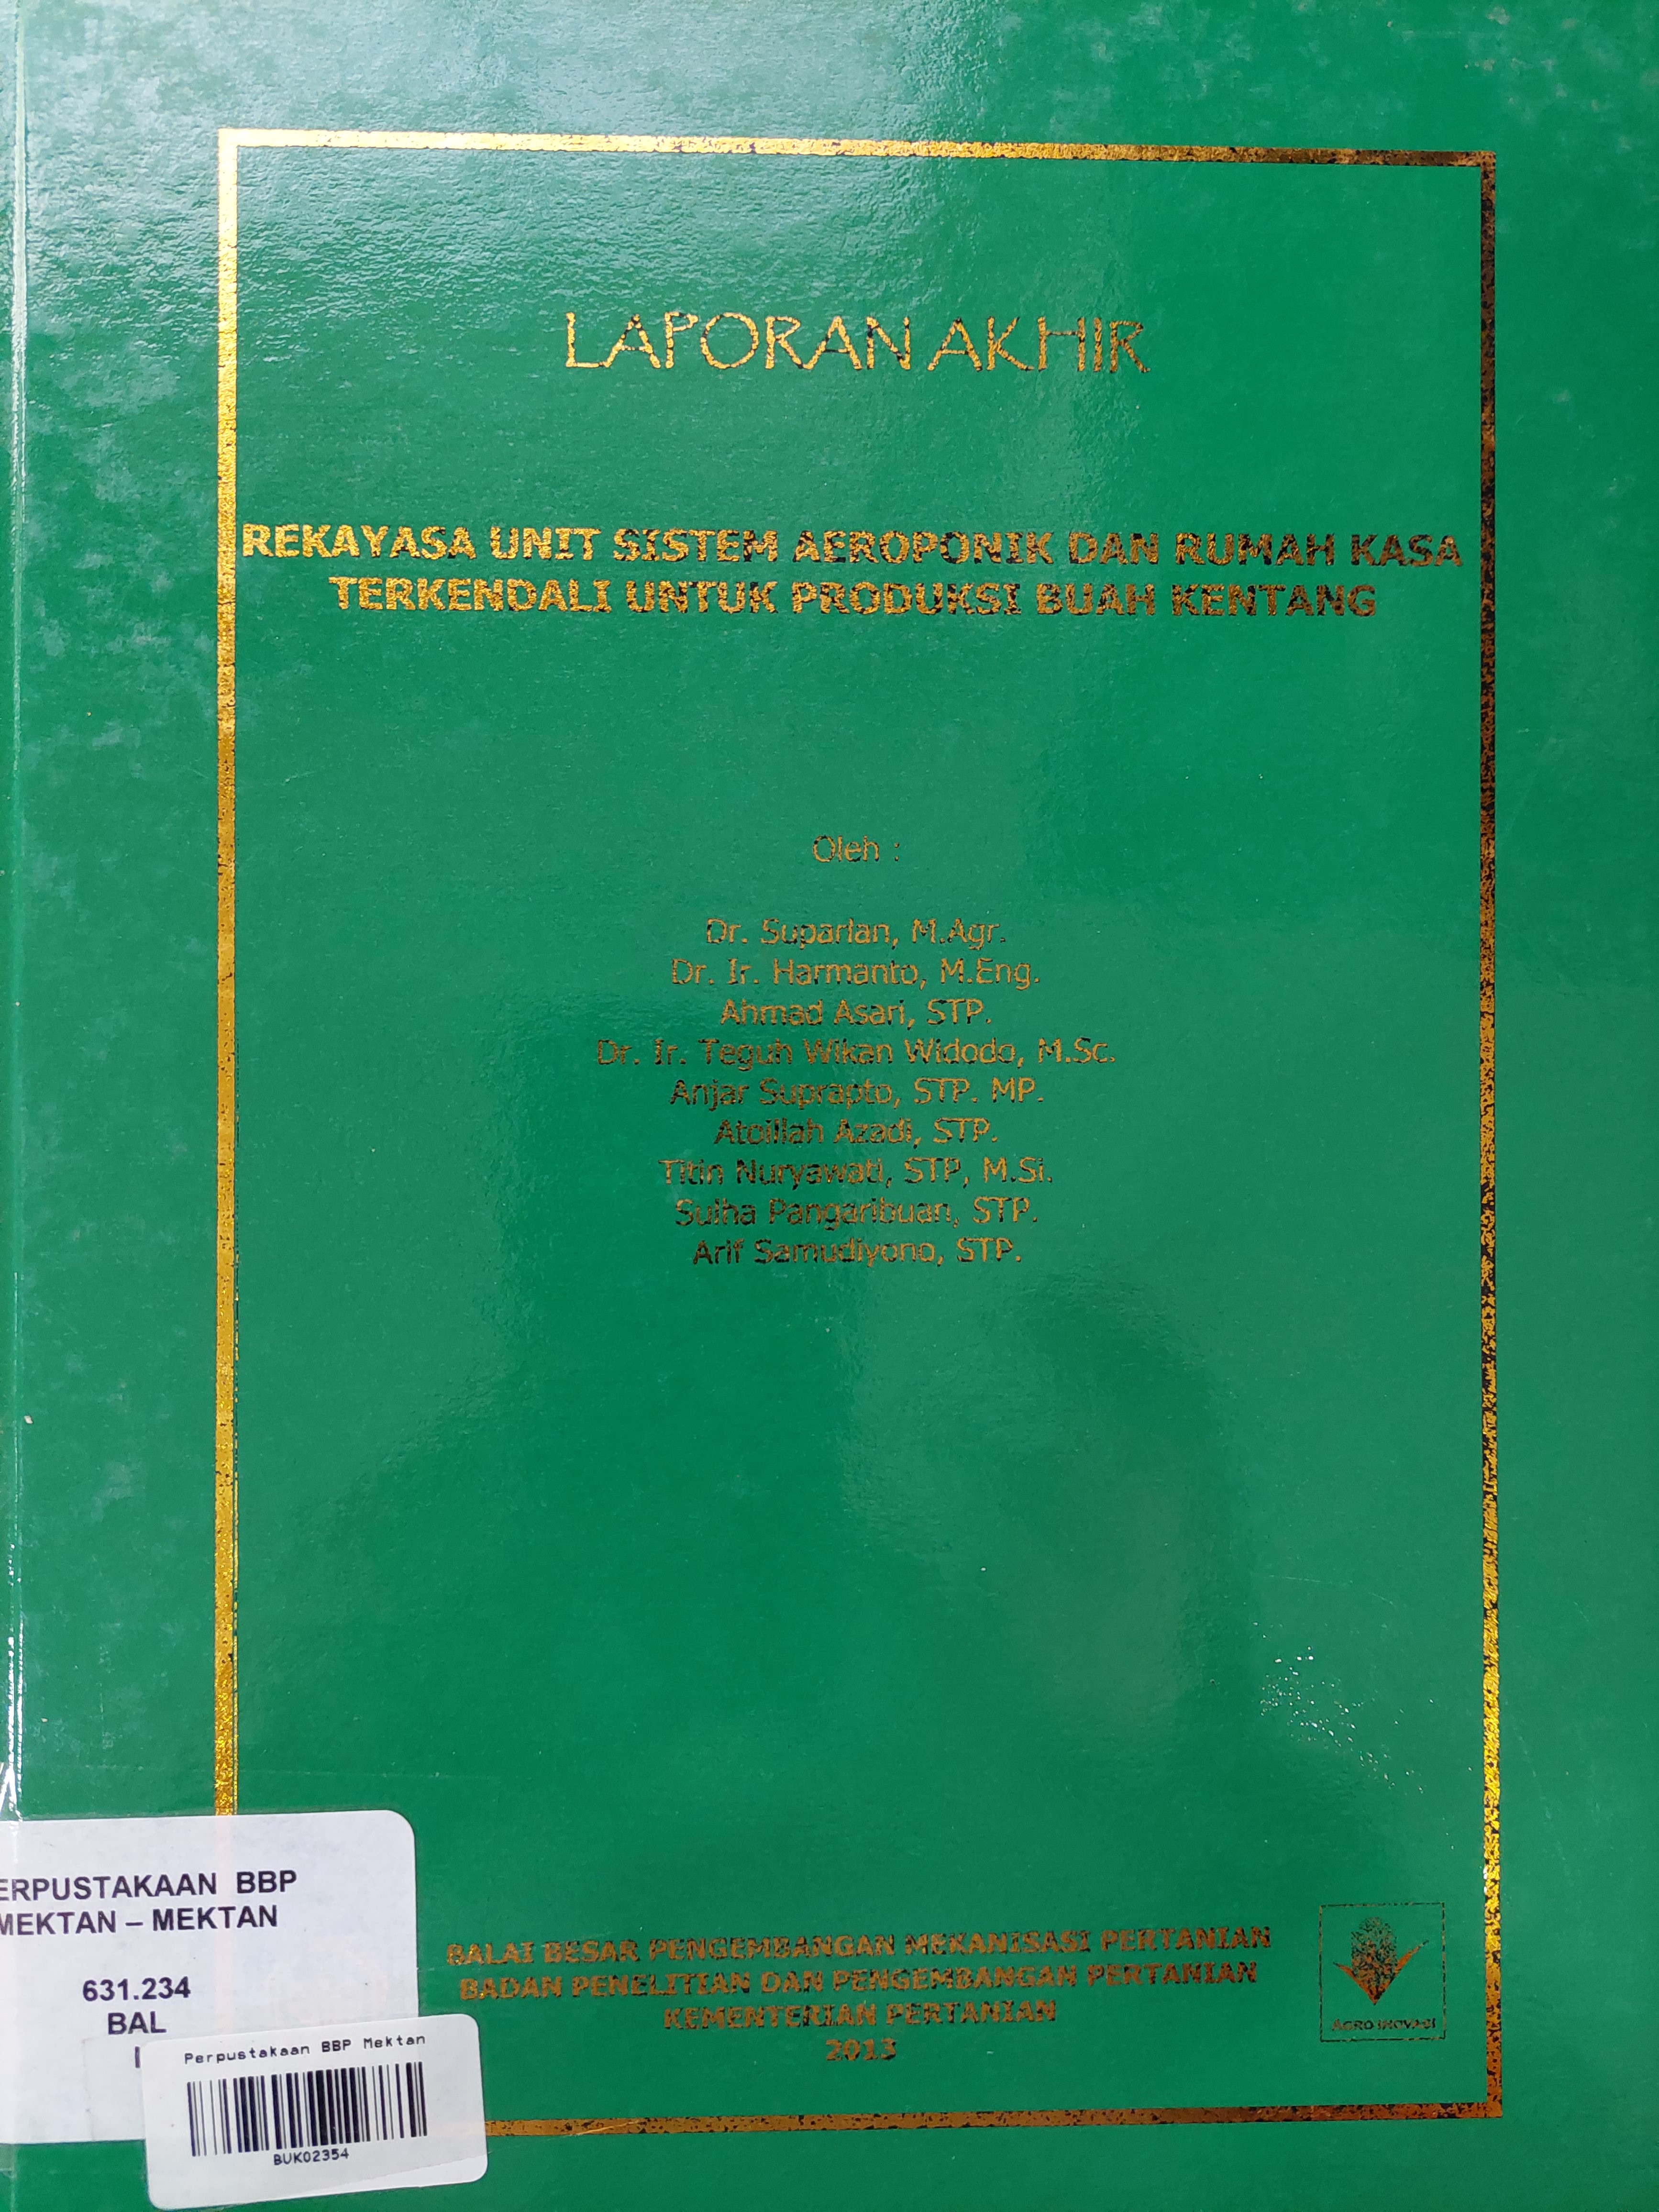 LAPORAN AKHIR
REKAYASA UNIT SISTEM AEROPONIK DAN RUMAH KASA
TERKENDALI UNTUK PRODUKSI BUAH KENTANG
Oleh :
Dr. Suparlan, M.Agr.
Dr. Ir. Harmanto, M.Eng.
Ahmad Asari, STP.
Dr. Ir. Teguh Wikan Widodo, M.Sc.
Anjar Suprapto, STP. MP.
Atoillah Azadi, STP.
Titin Nuryawati, STP, M.Si.
Sulha Pangaribuan, STP.
Arif Samudiyono, STP.
BALAI BESAR PENGEMBANGAN MEKANISASI PERTANIAN
BADAN PENELITIAN DAN PENGEMBANGAN PERTANIAN
KEMENTERIAN PERTANIAN
2013
AGRO INOVASI
ERPUSTAKAAN BBP
MEKTAN – MEKTAN
631.234
BAL
Perpustakaan BBP Mektan
BUK02354